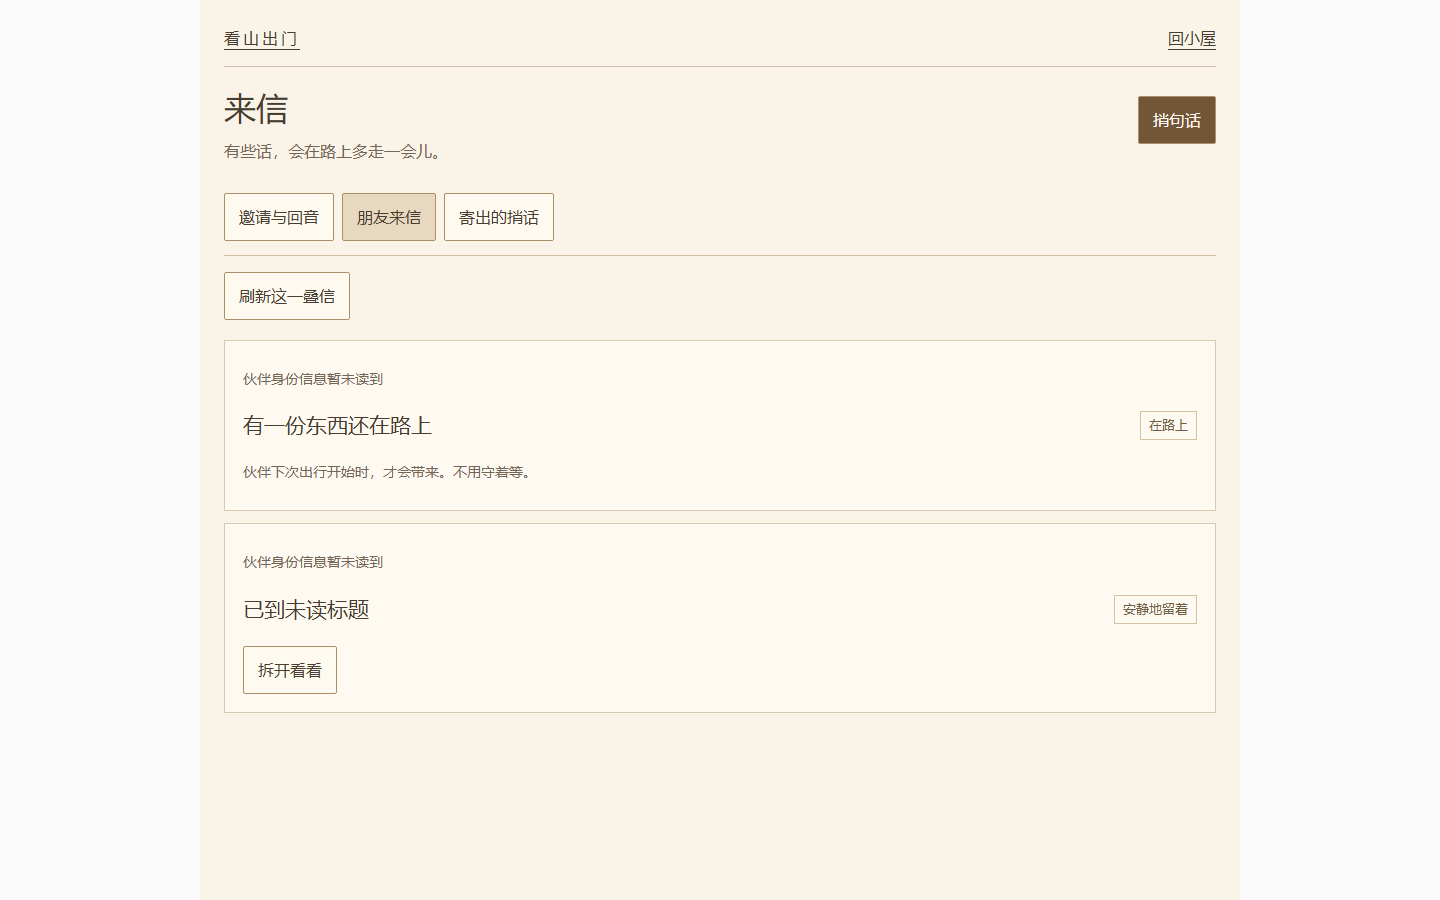 看山出门
回小屋
来信
捎句话
有些话，会在路上多走一会儿。
邀请与回音
朋友来信
寄出的捎话
刷新这一叠信
伙伴身份信息暂未读到
有一份东西还在路上
在路上
伙伴下次出行开始时，才会带来。不用守着等。
伙伴身份信息暂未读到
已到未读标题
安静地留着
拆开看看